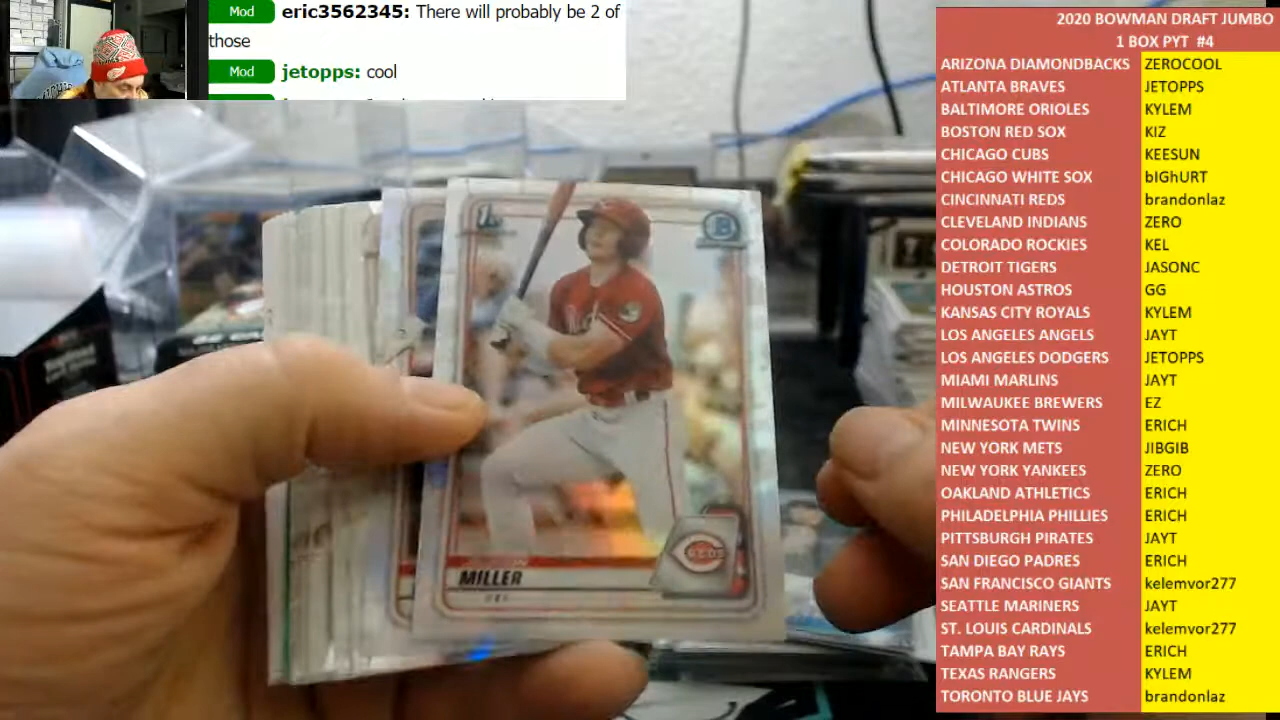 Mod eric3562345: There will probably be 2 of
those
Mod jetopps: cool
2020 BOWMAN DRAFT JUMBO
1 BOX PYT #4
ARIZONA DIAMONDBACKS ZEROCOOL
ATLANTA BRAVES JETOPPS
BALTIMORE ORIOLES KYLEM
BOSTON RED SOX KIZ
CHICAGO CUBS KEESUN
CHICAGO WHITE SOX bIGhURT
CINCINNATI REDS brandonlaz
CLEVELAND INDIANS ZERO
COLORADO ROCKIES KEL
DETROIT TIGERS JASONC
HOUSTON ASTROS GG
KANSAS CITY ROYALS KYLEM
LOS ANGELES ANGELS JAYT
LOS ANGELES DODGERS JETOPPS
MIAMI MARLINS JAYT
MILWAUKEE BREWERS EZ
MINNESOTA TWINS ERICH
NEW YORK METS JIBGIB
NEW YORK YANKEES ZERO
OAKLAND ATHLETICS ERICH
PHILADELPHIA PHILLIES ERICH
PITTSBURGH PIRATES JAYT
SAN DIEGO PADRES ERICH
SAN FRANCISCO GIANTS kelemvor277
SEATTLE MARINERS JAYT
ST. LOUIS CARDINALS kelemvor277
TAMPA BAY RAYS ERICH
TEXAS RANGERS KYLEM
TORONTO BLUE JAYS brandonlaz
1st
B
REDS
MILLER